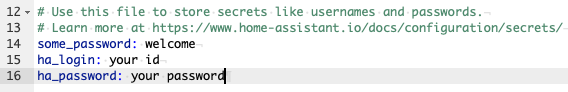 12 # Use this file to store secrets like usernames and passwords.
13 # Learn more at https://www.home-assistant.io/docs/configuration/secrets/
14 some_password: welcome
15 ha_login: your id
16 ha_password: your password